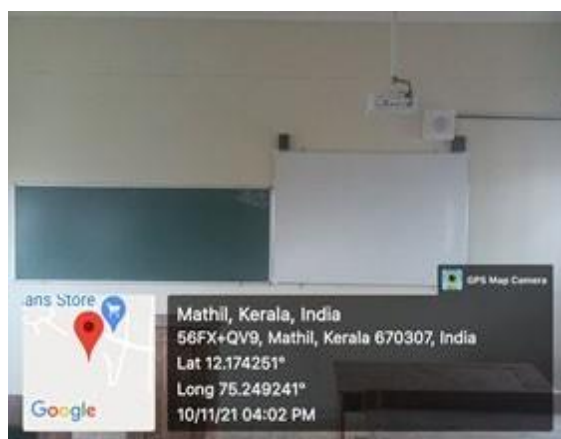 GPS Map Camera
ans Store
Google
Mathil, Kerala, India
56FX+QV9, Mathil, Kerala 670307, India
Lat 12.174251°
Long 75.249241°
10/11/21 04:02 PM